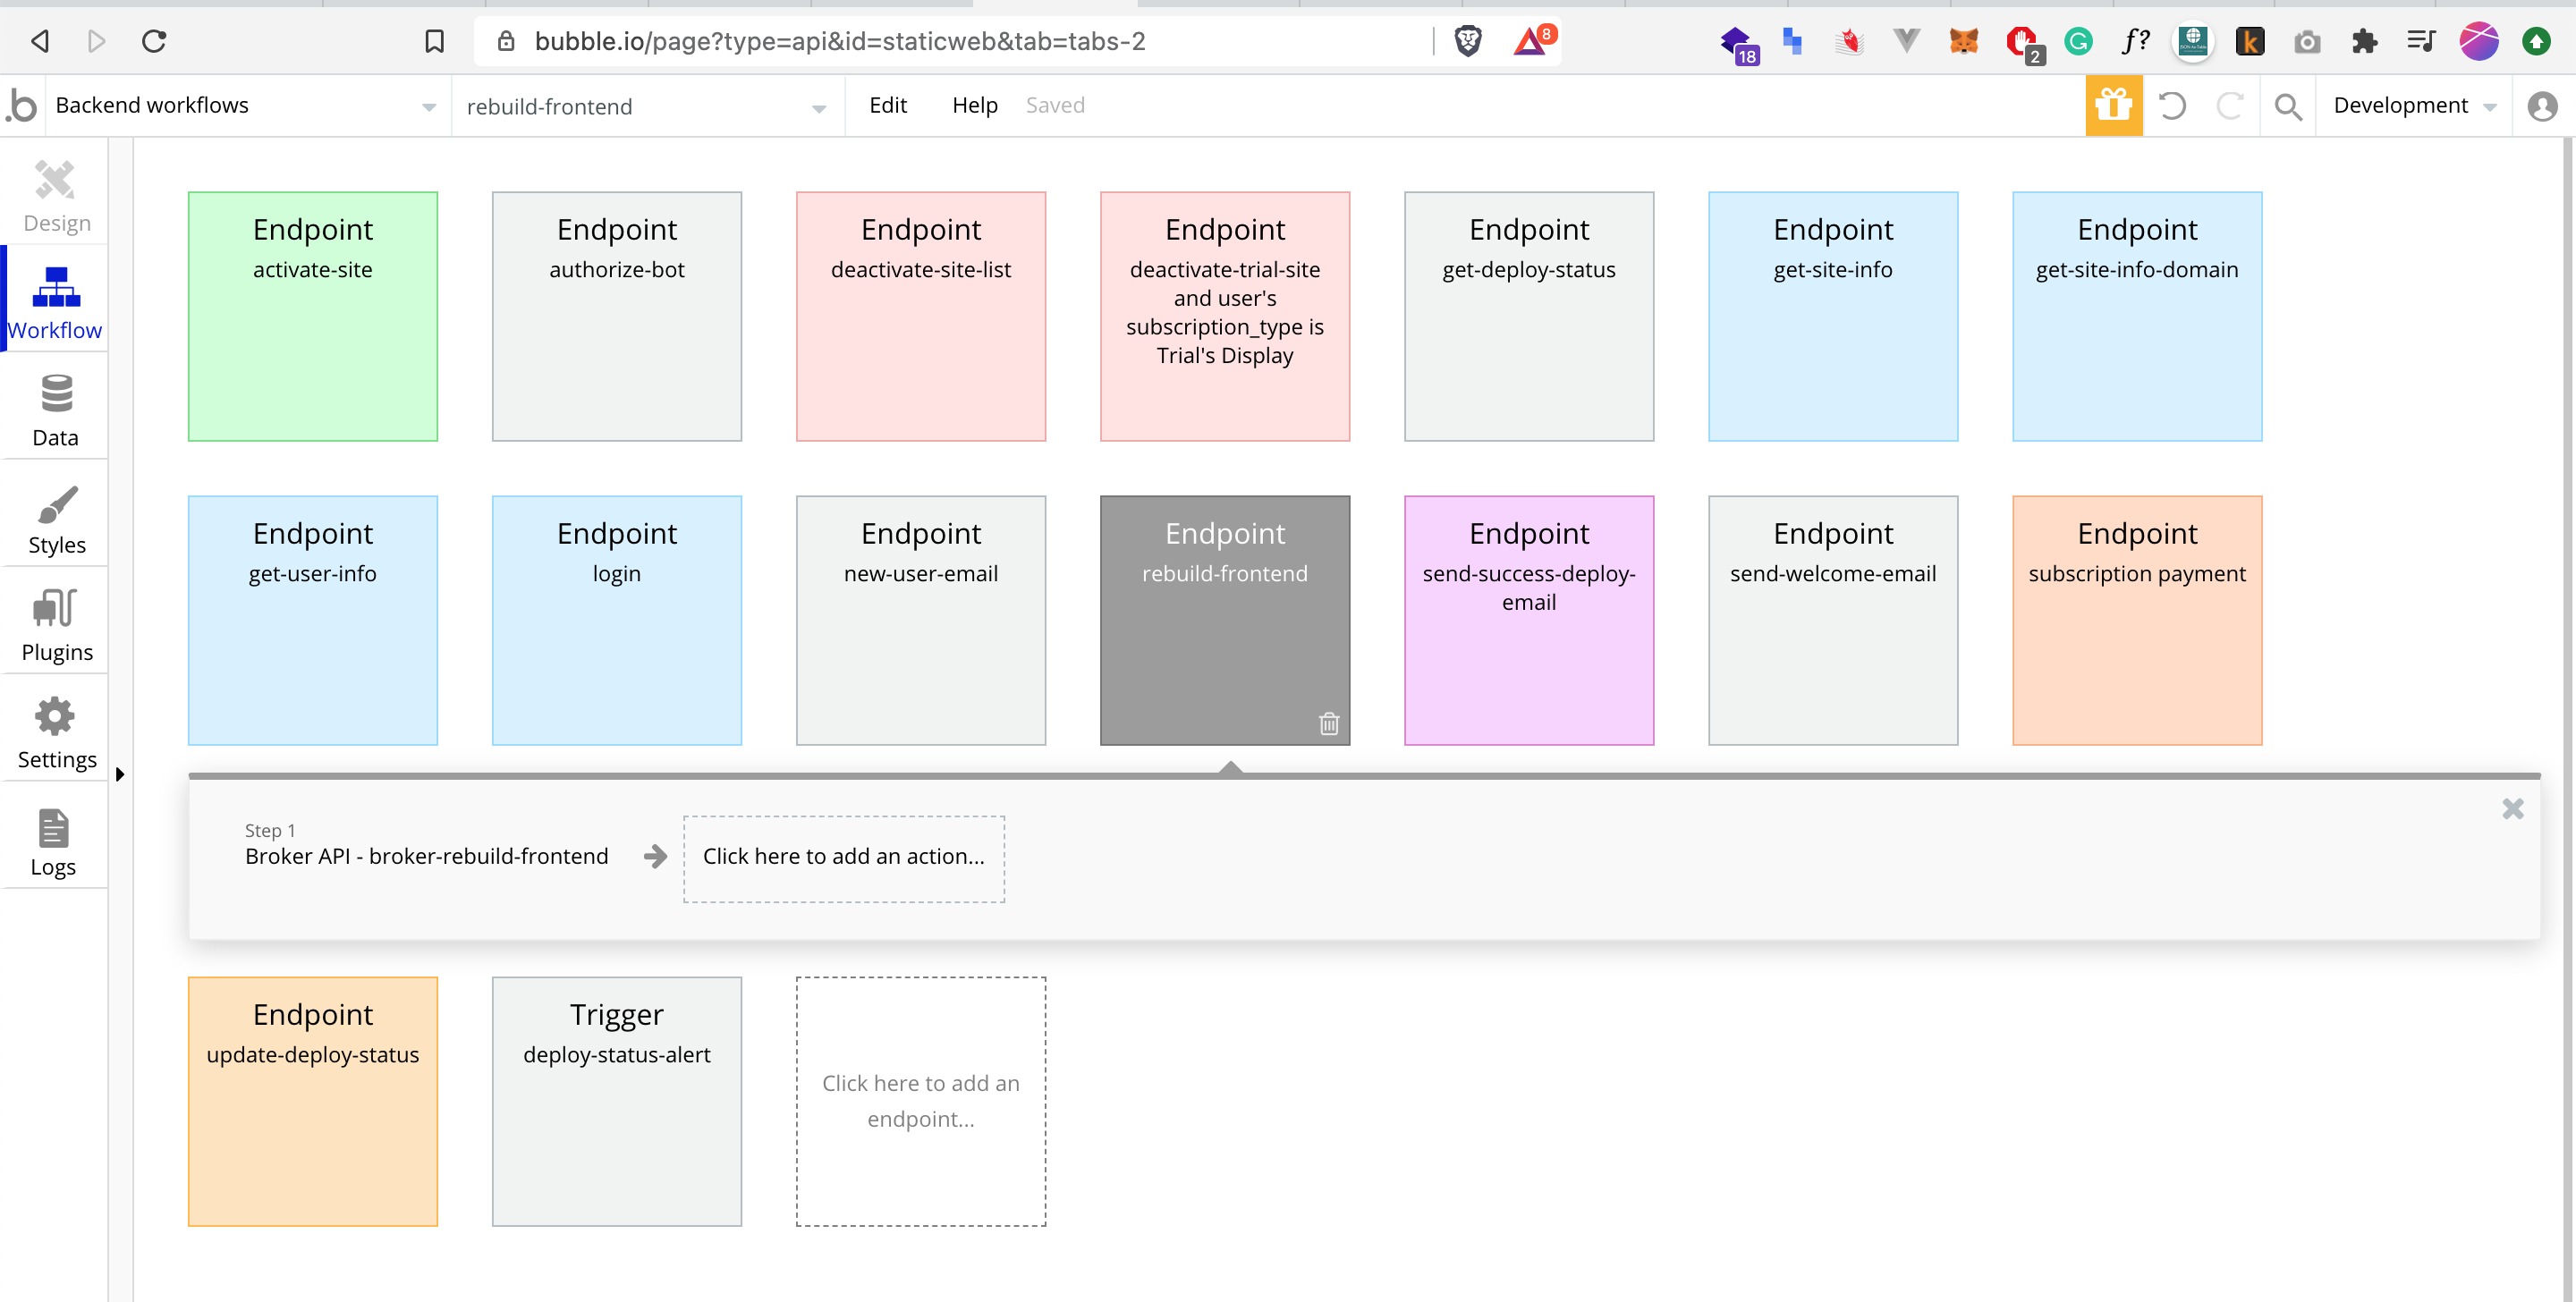 8
18
2
f?
k
bubble.io/page?type=api&id=staticweb&tab=tabs-2
.b
Backend workflows
rebuild-frontend
Edit
Help
Saved
Development
Design
Workflow
Data
Styles
Plugins
Settings
Logs
Endpoint
activate-site
Endpoint
authorize-bot
Endpoint
deactivate-site-list
Endpoint
deactivate-trial-site
and user's
subscription_type is
Trial's Display
Endpoint
get-deploy-status
Endpoint
get-site-info
Endpoint
get-site-info-domain
Endpoint
get-user-info
Endpoint
login
Endpoint
new-user-email
Endpoint
rebuild-frontend
Endpoint
send-success-deploy-
email
Endpoint
send-welcome-email
Endpoint
subscription payment
Step 1
Broker API - broker-rebuild-frontend
Click here to add an action...
Endpoint
update-deploy-status
Trigger
deploy-status-alert
Click here to add an
endpoint...